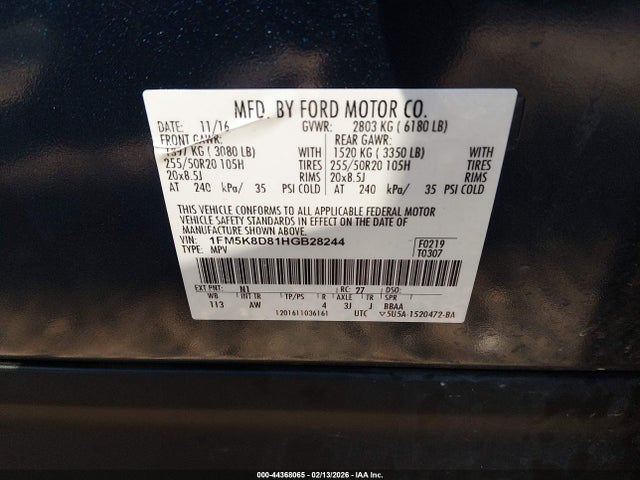 MFD. BY FORD MOTOR CO.
DATE: 11/16 GVWR: 2803 KG ( 6180 LB)
FRONT GAWR: REAR GAWR:
1397 KG ( 3080 LB) WITH 1520 KG ( 3350 LB) WITH
255/50R20 105H TIRES 255/50R20 105H TIRES
20x8.5J RIMS 20x8.5J RIMS
AT 240 kPa/ 35 PSI COLD AT 240 kPa/ 35 PSI COLD
THIS VEHICLE CONFORMS TO ALL APPLICABLE FEDERAL MOTOR
VEHICLE SAFETY STANDARDS IN EFFECT ON THE DATE OF
MANUFACTURE SHOWN ABOVE.
VIN: 1FM5K8D81HGB28244 F0219
TYPE: MPV T0307
EXT PNT: N1 RC: 27 DSO:
WB INT TR TP/PS R AXLE TR SPR
113 AW 4 3J J BBAA
1201611036161 UTC ▽5U5A-1520472-BA
000-44368065 - 02/13/2026 - IAA Inc.